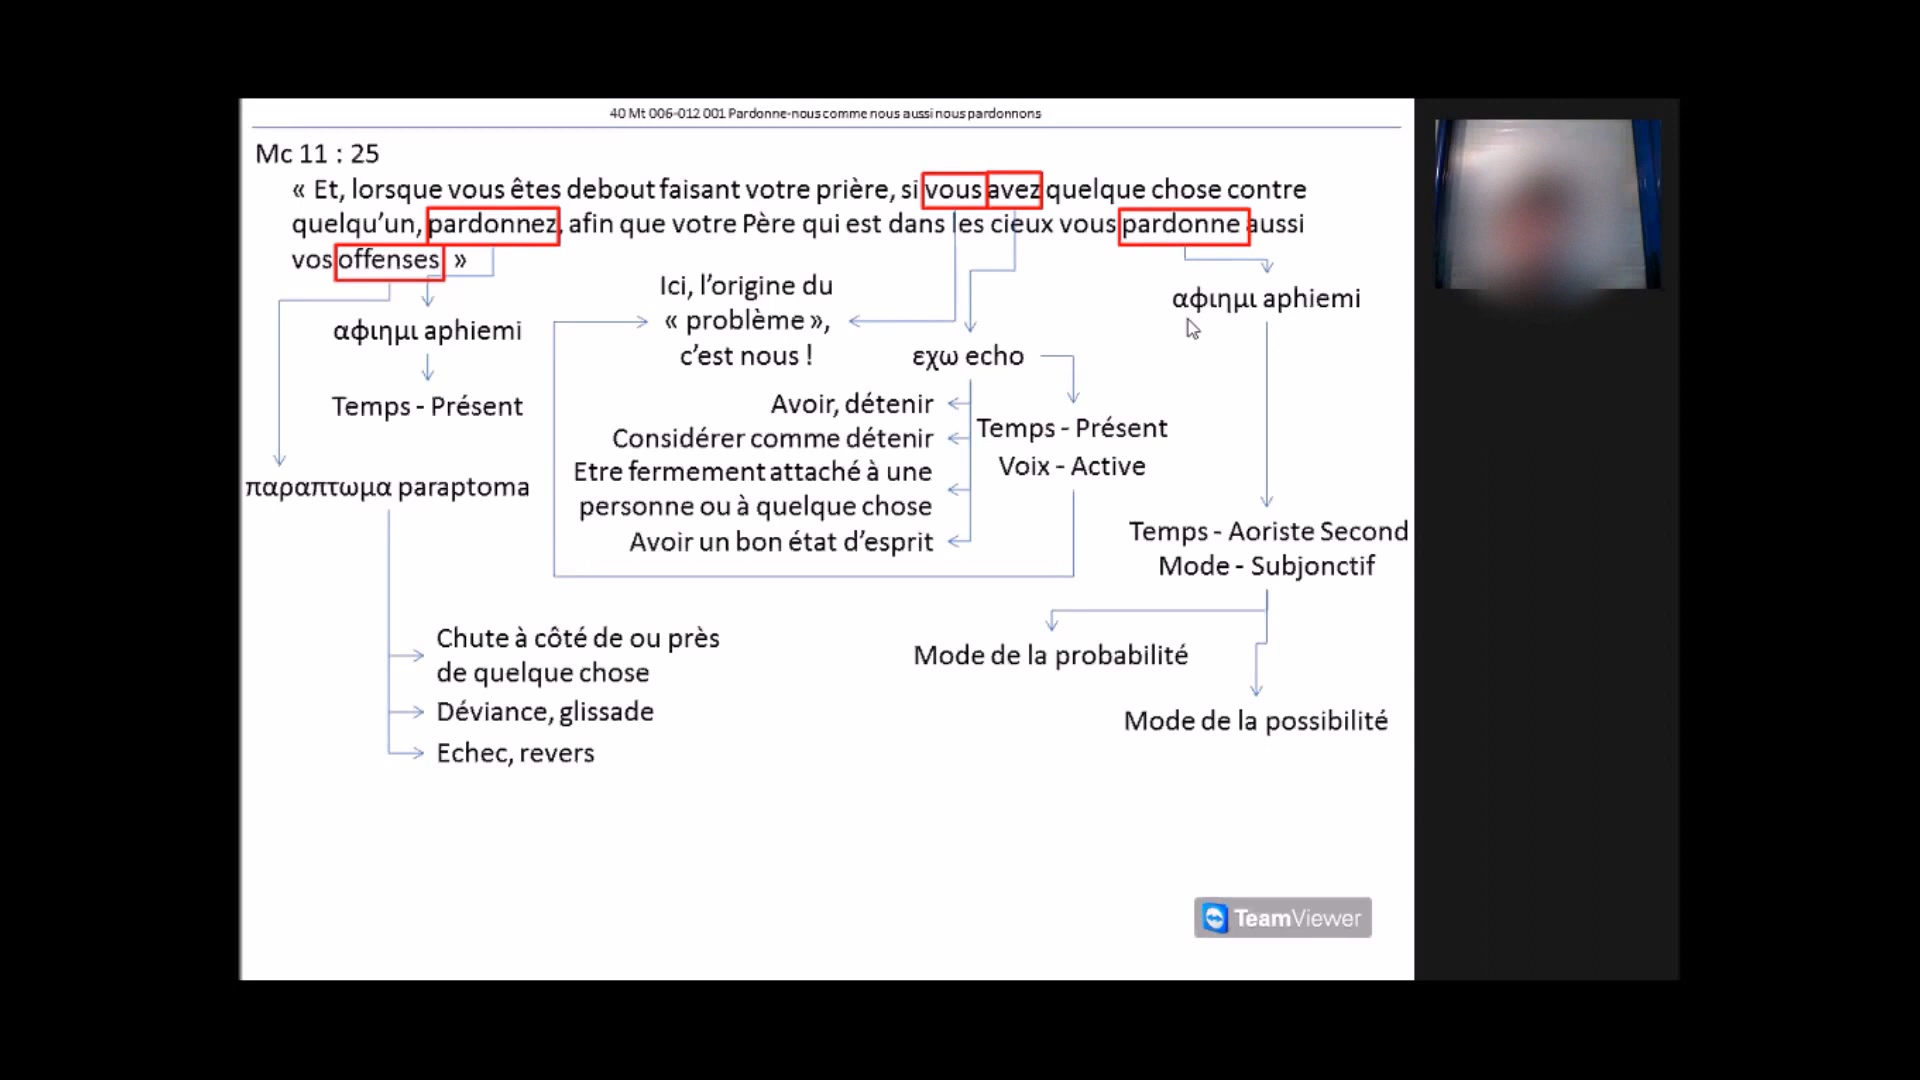 40 Mt 006-012 001 Pardonne-nous comme nous aussi nous pardonnons
Mc 11 : 25
« Et, lorsque vous êtes debout faisant votre prière, si vous avez quelque chose contre
quelqu'un, pardonnez, afin que votre Père qui est dans les cieux vous pardonne aussi
vos offenses »
Ici, l'origine du
« problème »,
c'est nous !
αφιημι aphiemi
αφιημι aphiemi
εχω echo
Temps - Présent
Avoir, détenir
Considérer comme détenir
Etre fermement attaché à une
personne ou à quelque chose
Avoir un bon état d'esprit
Temps - Présent
Voix - Active
παραπτωμα paraptoma
Temps - Aoriste Second
Mode - Subjonctif
Chute à côté de ou près
de quelque chose
Déviance, glissade
Echec, revers
Mode de la probabilité
Mode de la possibilité
TeamViewer